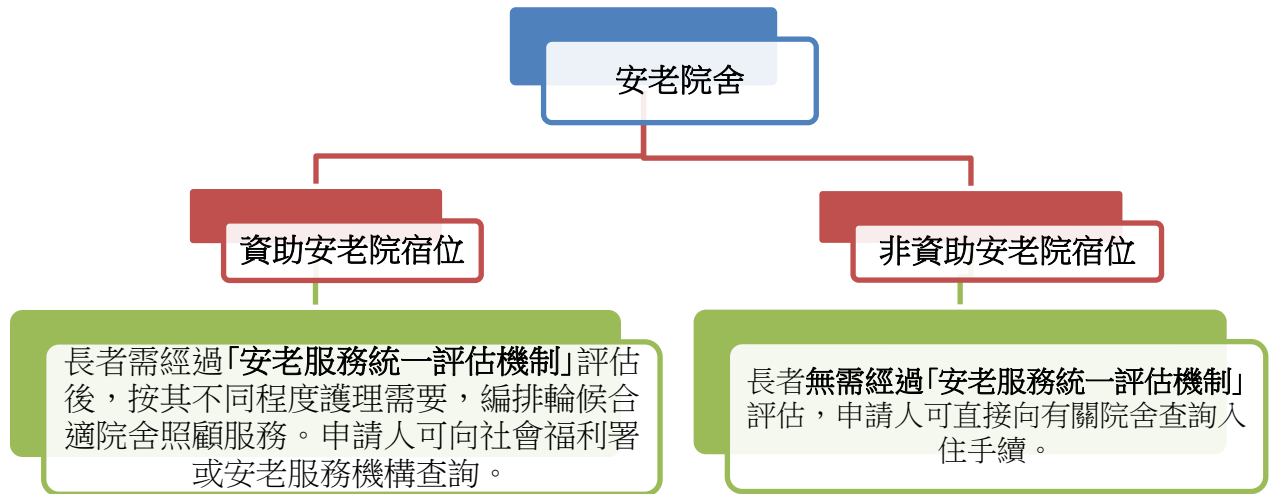 安老院舍
資助安老院宿位
非資助安老院宿位
長者需經過「安老服務統一評估機制」評估
後，按其不同程度護理需要，編排輪候合
適院舍照顧服務。申請人可向社會福利署
或安老服務機構查詢。
長者無需經過「安老服務統一評估機制」
評估，申請人可直接向有關院舍查詢入
住手續。